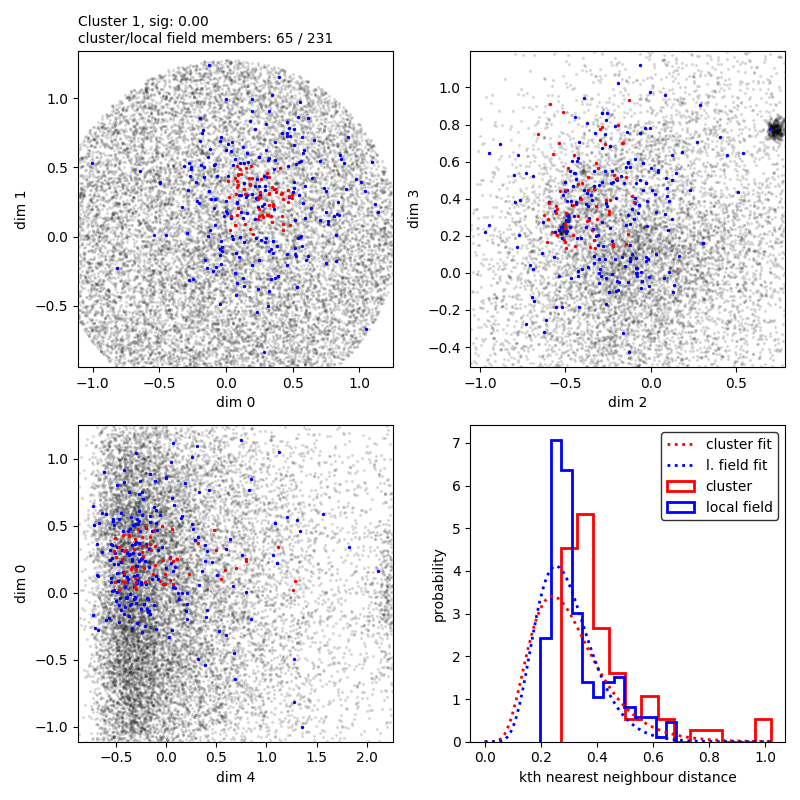 Cluster 1, sig: 0.00
cluster/local field members: 65 / 231
1.0
0.5
0.0
−0.5
dim 1
−1.0 −0.5 0.0 0.5 1.0
dim 0
1.0
0.8
0.6
0.4
0.2
0.0
−0.2
−0.4
dim 3
−1.0 −0.5 0.0 0.5
dim 2
1.0
0.5
0.0
−0.5
−1.0
dim 0
−0.5 0.0 0.5 1.0 1.5 2.0
dim 4
7
6
5
4
3
2
1
0
probability
cluster fit
l. field fit
cluster
local field
0.0 0.2 0.4 0.6 0.8 1.0
kth nearest neighbour distance